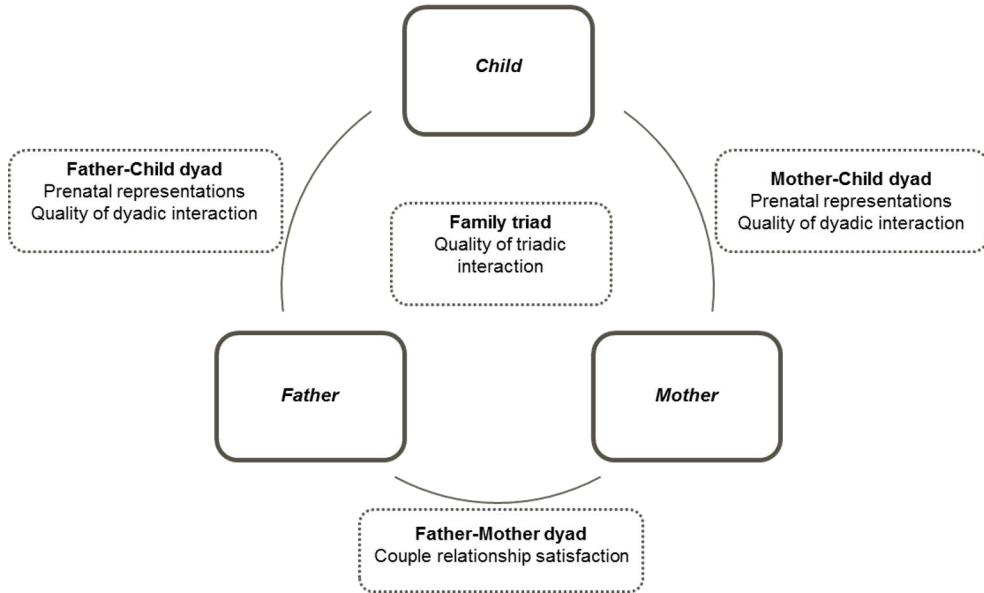 Child
Father-Child dyad
Prenatal representations
Quality of dyadic interaction
Mother-Child dyad
Prenatal representations
Quality of dyadic interaction
Family triad
Quality of triadic
interaction
Father
Mother
Father-Mother dyad
Couple relationship satisfaction